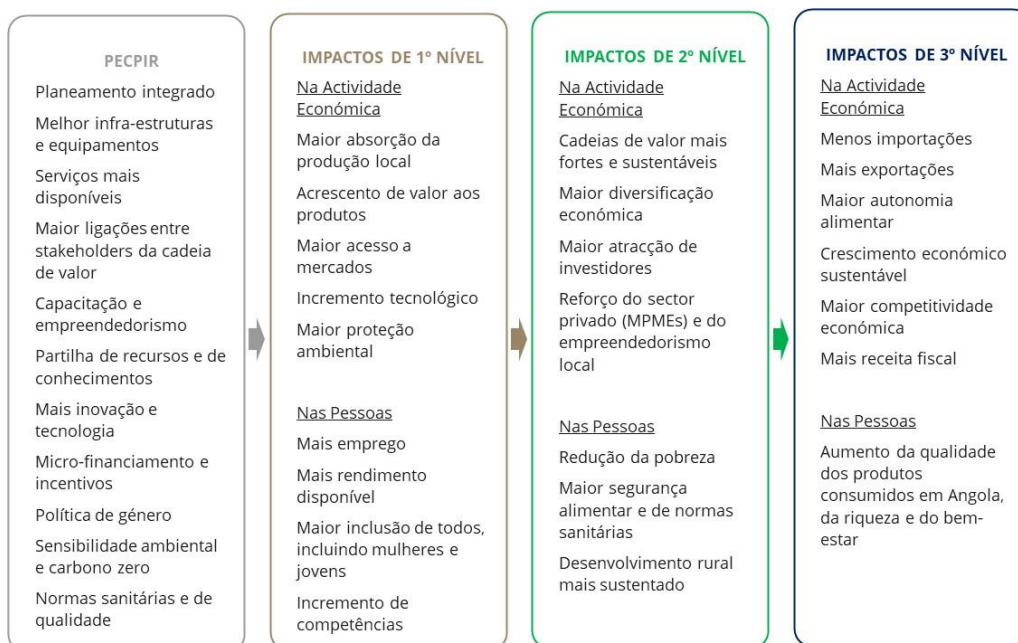 PECPIR
Planeamento integrado
Melhor infra-estruturas
e equipamentos
Serviços mais
disponíveis
Maior ligações entre
stakeholders da cadeia
de valor
Capacitação e
empreendedorismo
Partilha de recursos e de
conhecimentos
Mais inovação e
tecnologia
Micro-financiamento e
incentivos
Política de género
Sensibilidade ambiental
e carbono zero
Normas sanitárias e de
qualidade
IMPACTOS DE 1º NÍVEL
Na Actividade
Económica
Maior absorção da
produção local
Acrescento de valor aos
produtos
Maior acesso a
mercados
Incremento tecnológico
Maior proteção
ambiental
Nas Pessoas
Mais emprego
Mais rendimento
disponível
Maior inclusão de todos,
incluindo mulheres e
jovens
Incremento de
competências
IMPACTOS DE 2º NÍVEL
Na Actividade
Económica
Cadeias de valor mais
fortes e sustentáveis
Maior diversificação
económica
Maior atracção de
investidores
Reforço do sector
privado (MPMEs) e do
empreendedorismo
local
Nas Pessoas
Redução da pobreza
Maior segurança
alimentar e de normas
sanitárias
Desenvolvimento rural
mais sustentado
IMPACTOS DE 3º NÍVEL
Na Actividade
Económica
Menos importações
Mais exportações
Maior autonomia
alimentar
Crescimento económico
sustentável
Maior competitividade
económica
Mais receita fiscal
Nas Pessoas
Aumento da qualidade
dos produtos
consumidos em Angola,
da riqueza e do bem-
estar